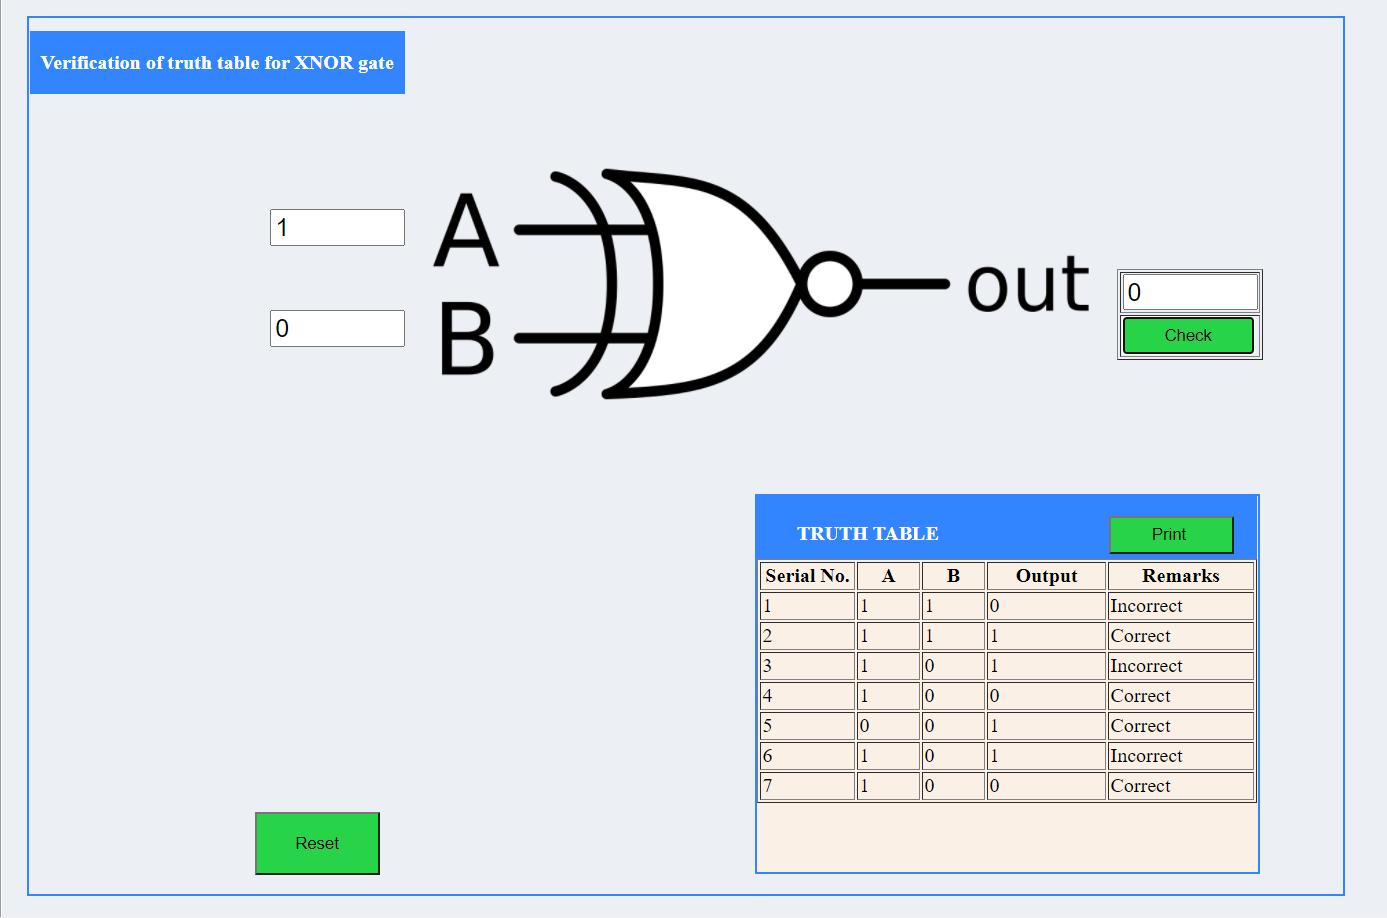 Verification of truth table for XNOR gate
1
A
0
B
out
0
Check
TRUTH TABLE
Print
Serial No. A B Output Remarks
1 1 1 0 Incorrect
2 1 1 1 Correct
3 1 0 1 Incorrect
4 1 0 0 Correct
5 0 0 1 Correct
6 1 0 1 Incorrect
7 1 0 0 Correct
Reset